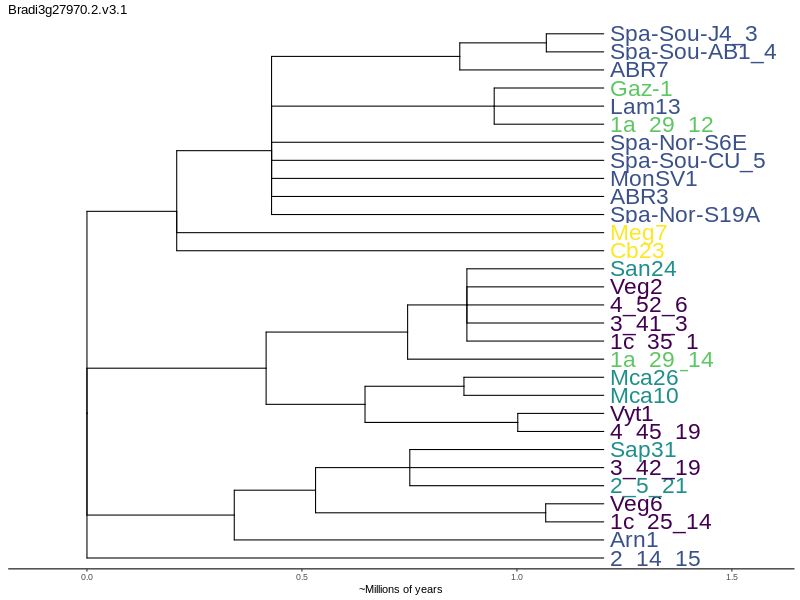 Bradi3g27970.2.v3.1
Spa-Sou-J4_3
Spa-Sou-AB1_4
ABR7
Gaz-1
Lam13
1a_29_12
Spa-Nor-S6E
Spa-Sou-CU_5
MonSV1
ABR3
Spa-Nor-S19A
Meg7
Cb23
San24
Veg2
4_52_6
3_41_3
1c_35_1
1a_29_14
Mca26
Mca10
Vyt1
4_45_19
Sap31
3_42_19
2_5_21
Veg6
1c_25_14
Arn1
2_14_15
0.0 0.5 1.0 1.5
~Millions of years